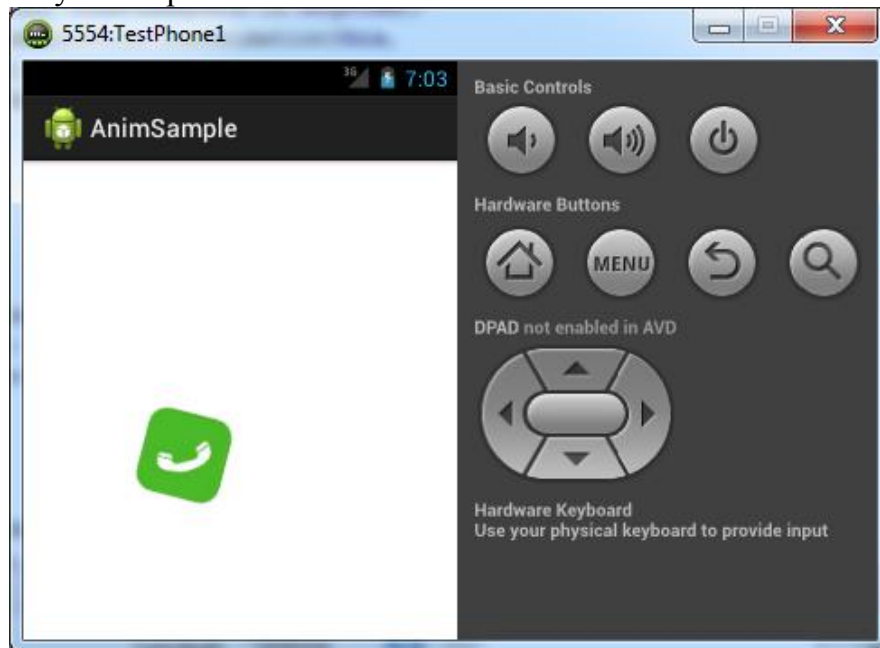 5554:TestPhone1
3G 7:03
AnimSample
Basic Controls
Hardware Buttons
MENU
DPAD not enabled in AVD
Hardware Keyboard
Use your physical keyboard to provide input